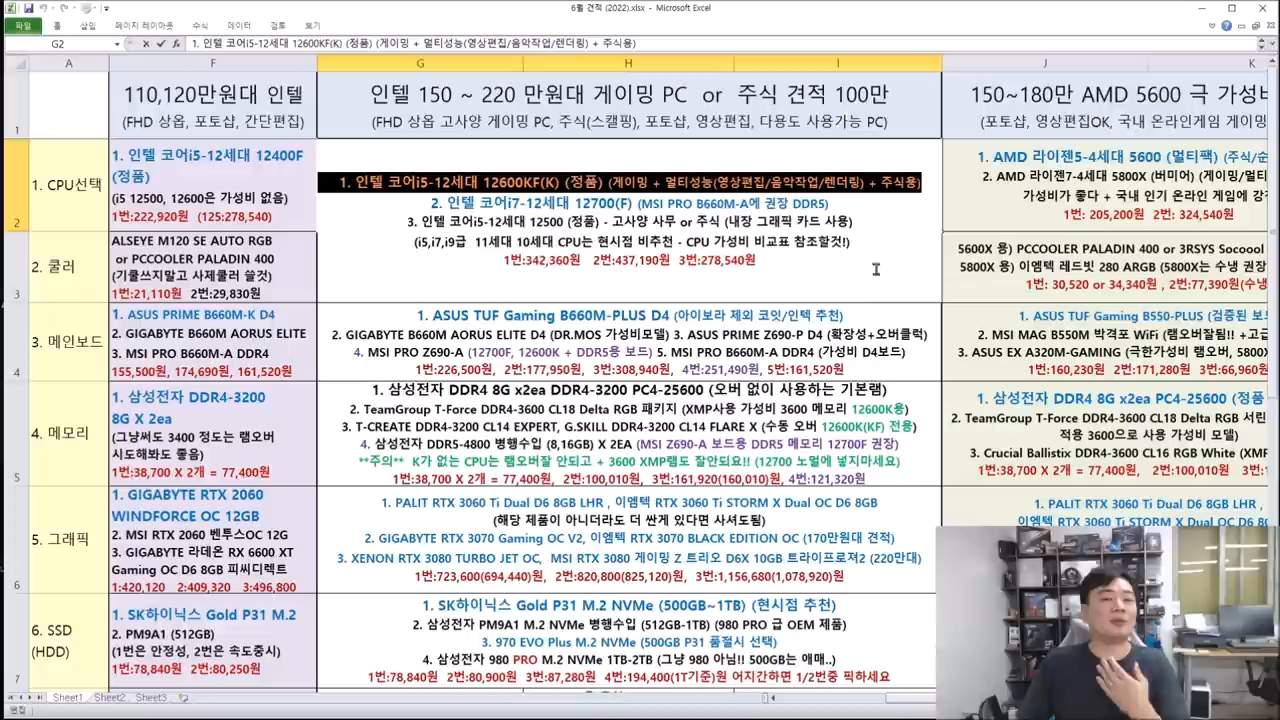 6월 견적 (2022).xlsx - Microsoft Excel
파일 홈 삽입 페이지 레이아웃 수식 데이터 검토 보기
G2 1. 인텔 코어i5-12세대 12600KF(K) (정품) (게이밍 + 멀티성능(영상편집/음악작업/렌더링) + 주식용)
A F G H I J K
1
110,120만원대 인텔
(FHD 상옵, 포토샵, 간단편집)
인텔 150 ~ 220 만원대 게이밍 PC or 주식 견적 100만
(FHD 상옵 고사양 게이밍 PC, 주식(스캘핑), 포토샵, 영상편집, 다용도 사용가능 PC)
150~180만 AMD 5600 극 가성비
(포토샵, 영상편집OK, 국내 온라인게임 게이밍
2
1. CPU선택
1. 인텔 코어i5-12세대 12400F
(정품)
(i5 12500, 12600은 가성비 없음)
1번:222,920원 (125:278,540)
1. 인텔 코어i5-12세대 12600KF(K) (정품) (게이밍 + 멀티성능(영상편집/음악작업/렌더링) + 주식용)
2. 인텔 코어i7-12세대 12700(F) (MSI PRO B660M-A에 권장 DDR5)
3. 인텔 코어i5-12세대 12500 (정품) - 고사양 사무 or 주식 (내장 그래픽 카드 사용)
(i5,i7,i9급 11세대 10세대 CPU는 현시점 비추천 - CPU 가성비 비교표 참조할것!)
1번:342,360원 2번:437,190원 3번:278,540원
1. AMD 라이젠5-4세대 5600 (멀티팩) (주식/순
2. AMD 라이젠7-4세대 5800X (버미어) (게이밍/멀티
가성비가 좋다 + 국내 인기 온라인 게임에 강
1번: 205,200원 2번: 324,540원
3
2. 쿨러
ALSEYE M120 SE AUTO RGB
or PCCOOLER PALADIN 400
(기쿨쓰지말고 사제쿨러 쓸것)
1번:21,110원 2번:29,830원
5600X 용) PCCOOLER PALADIN 400 or 3RSYS Socoool
5800X 용) 이엠텍 레드빗 280 ARGB (5800X는 수냉 권장
1번: 30,520 or 34,340원 , 2번:77,390원(수냉
4
3. 메인보드
1. ASUS PRIME B660M-K D4
2. GIGABYTE B660M AORUS ELITE
3. MSI PRO B660M-A DDR4
155,500원, 174,690원, 161,520원
1. ASUS TUF Gaming B660M-PLUS D4 (아이보라 제외 코잇/인텍 추천)
2. GIGABYTE B660M AORUS ELITE D4 (DR.MOS 가성비모델) 3. ASUS PRIME Z690-P D4 (확장성+오버클럭)
4. MSI PRO Z690-A (12700F, 12600K + DDR5용 보드) 5. MSI PRO B660M-A DDR4 (가성비 D4보드)
1번:226,500원, 2번:177,950원, 3번:308,940원, 4번:251,490원, 5번:161,520원
1. ASUS TUF Gaming B550-PLUS (검증된 보
2. MSI MAG B550M 박격포 WiFi (램오버잘됨!! +고급
3. ASUS EX A320M-GAMING (극한가성비 램오버, 5800X
1번:160,230원 2번:171,280원 3번:66,960원
5
4. 메모리
1. 삼성전자 DDR4-3200
8G X 2ea
(그냥써도 3400 정도는 램오버
시도해봐도 좋음)
1번:38,700 X 2개 = 77,400원
1. 삼성전자 DDR4 8G x2ea DDR4-3200 PC4-25600 (오버 없이 사용하는 기본램)
2. TeamGroup T-Force DDR4-3600 CL18 Delta RGB 패키지 (XMP사용 가성비 3600 메모리 12600K용)
3. T-CREATE DDR4-3200 CL14 EXPERT, G.SKILL DDR4-3200 CL14 FLARE X (수동 오버 12600K(KF) 전용)
4. 삼성전자 DDR5-4800 병행수입 (8,16GB) X 2EA (MSI Z690-A 보드용 DDR5 메모리 12700F 권장)
**주의** K가 없는 CPU는 램오버잘 안되고 + 3600 XMP램도 잘안되요!! (12700 노멀에 넣지마세요)
1번:38,700 X 2개 = 77,400, 2번:100,010원, 3번:161,920(160,010)원, 4번:121,320원
1. 삼성전자 DDR4 8G x2ea PC4-25600 (정품
2. TeamGroup T-Force DDR4-3600 CL18 Delta RGB 서린
적용 3600으로 사용 가성비 모델)
3. Crucial Ballistix DDR4-3600 CL16 RGB White (XMP
1번:38,700 X 2개 = 77,400원, 2번:100,010원
6
5. 그래픽
1. GIGABYTE RTX 2060
WINDFORCE OC 12GB
2. MSI RTX 2060 벤투스OC 12G
3. GIGABYTE 라데온 RX 6600 XT
Gaming OC D6 8GB 피씨디렉트
1:420,120 2:409,320 3:496,800
1. PALIT RTX 3060 Ti Dual D6 8GB LHR , 이엠텍 RTX 3060 Ti STORM X Dual OC D6 8GB
(해당 제품이 아니더라도 더 싼게 있다면 사셔도됨)
2. GIGABYTE RTX 3070 Gaming OC V2, 이엠텍 RTX 3070 BLACK EDITION OC (170만원대 견적)
3. XENON RTX 3080 TURBO JET OC, MSI RTX 3080 게이밍 Z 트리오 D6X 10GB 트라이프로져2 (220만대)
1번:723,600(694,440)원, 2번:820,800(825,120)원, 3번:1,156,680(1,078,920)원
1. PALIT RTX 3060 Ti Dual D6 8GB LHR ,
이엠텍 RTX 3060 Ti STORM X Dual OC D6 8G
7
6. SSD
(HDD)
1. SK하이닉스 Gold P31 M.2
2. PM9A1 (512GB)
(1번은 안정성, 2번은 속도중시)
1번:78,840원 2번:80,250원
1. SK하이닉스 Gold P31 M.2 NVMe (500GB~1TB) (현시점 추천)
2. 삼성전자 PM9A1 M.2 NVMe 병행수입 (512GB-1TB) (980 PRO 급 OEM 제품)
3. 970 EVO Plus M.2 NVMe (500GB P31 품절시 선택)
4. 삼성전자 980 PRO M.2 NVMe 1TB-2TB (그냥 980 아님!! 500GB는 애매..)
1번:78,840원 2번:80,900원 3번:87,280원 4번:194,400(1T기준)원 어지간하면 1/2번중 픽하세요
Sheet1 Sheet2 Sheet3
편집